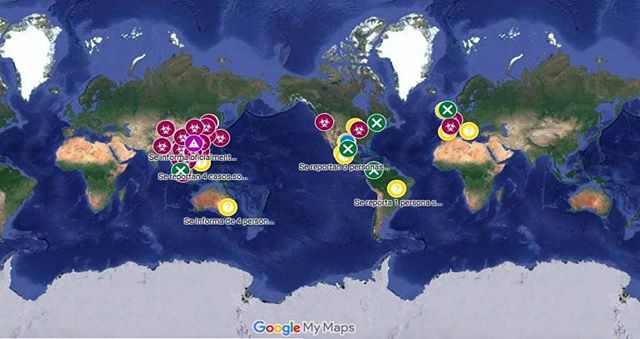 Se informa oficialment...
Se reportan 4 casos so...
Se informa de 4 person...
Se reportan 3 personas...
Se reporta 1 persona s...
Google My Maps